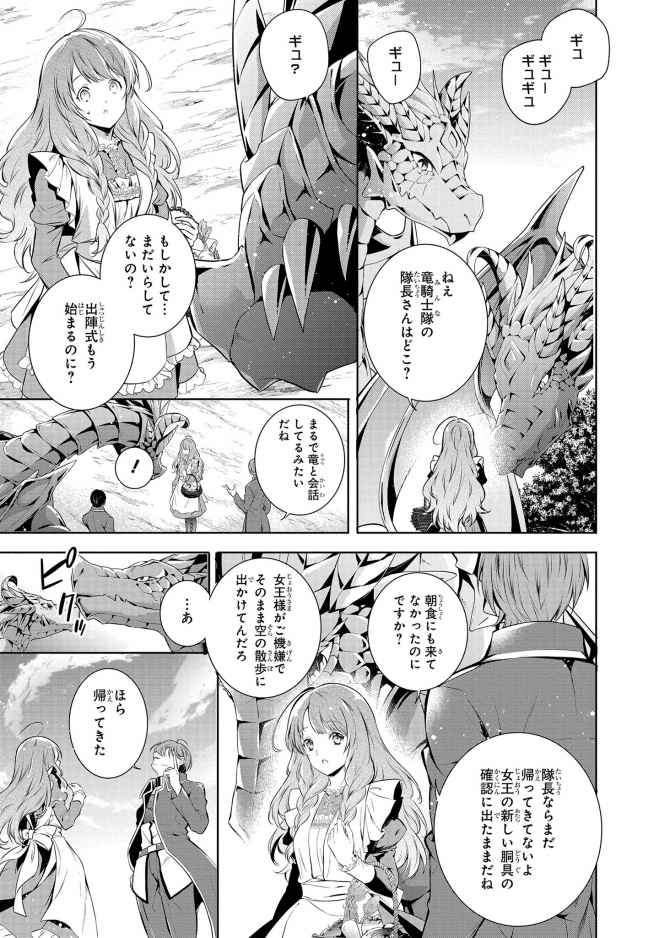 ギュ
ギュー
ギュギュ
ギュー
ねえ
竜騎士隊の
隊長さんはどこ?
ギュ?
もしかして…
まだいらして
ないの?
出陣式もう
始まるのに?
まるで竜と会話
してるみたい
だね
!
朝食にも来て
なかったのに
ですか?
隊長ならまだ
帰ってきてないよ
女王の新しい胴具の
確認に出たままだね
女王様がご機嫌で
そのまま空の散歩に
出かけてんだろ
…あ
ピクッ
ほら
帰ってきた